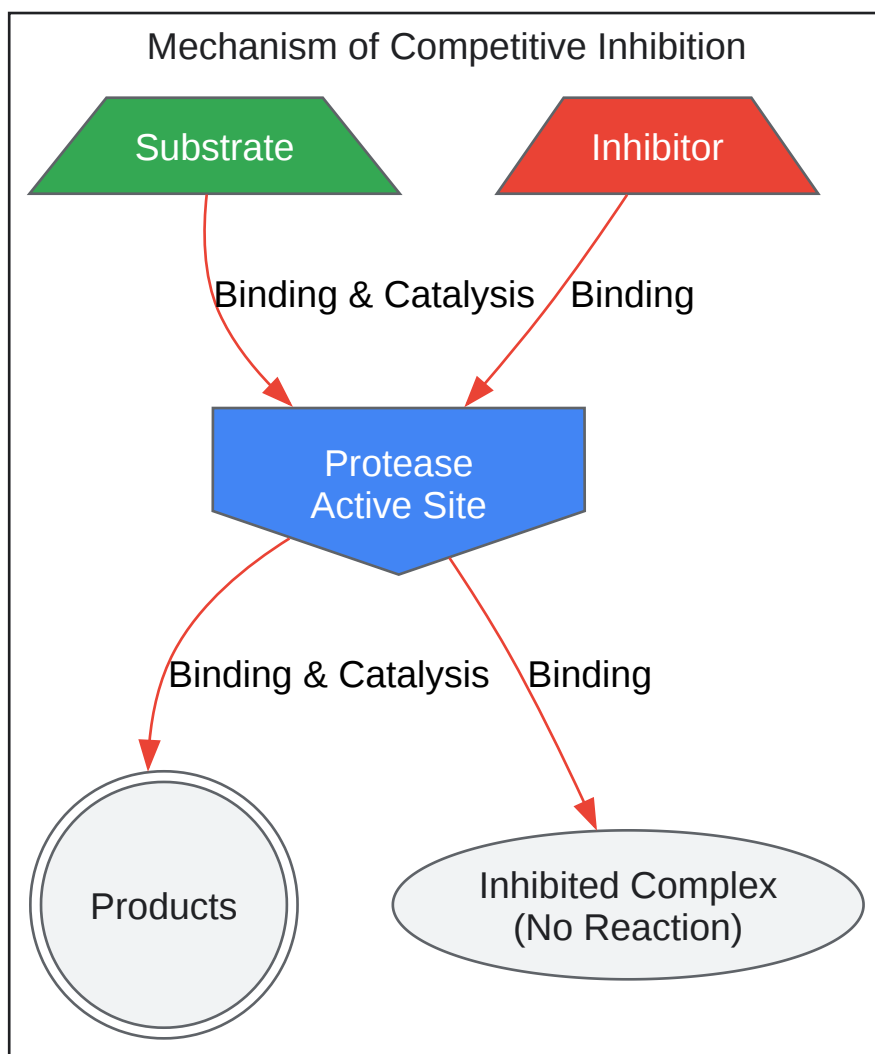 Mechanism of Competitive Inhibition
Substrate
Inhibitor
Binding & Catalysis
Binding
Protease
Active Site
Binding & Catalysis
Binding
Products
Inhibited Complex
(No Reaction)